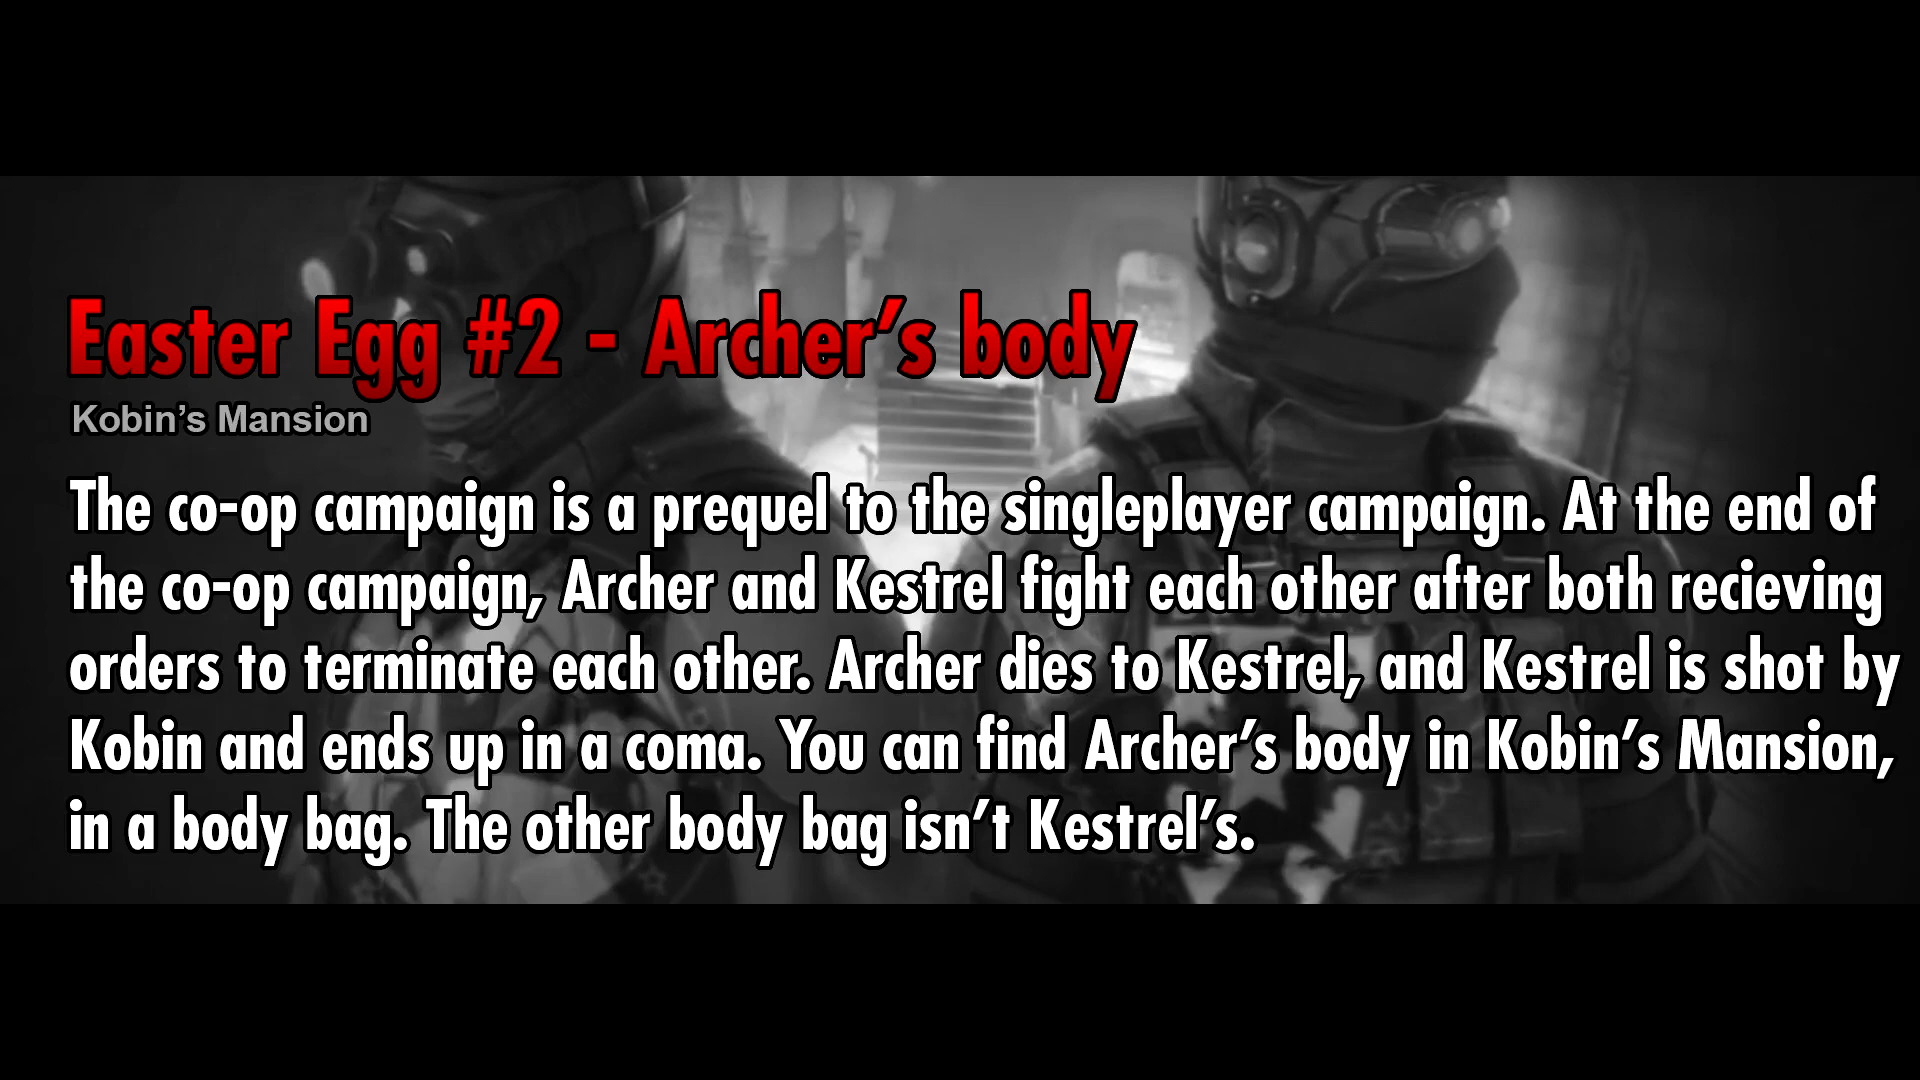 Easter Egg #2 - Archer’s body
Kobin’s Mansion
The co-op campaign is a prequel to the singleplayer campaign. At the end of
the co-op campaign, Archer and Kestrel fight each other after both recieving
orders to terminate each other. Archer dies to Kestrel, and Kestrel is shot by
Kobin and ends up in a coma. You can find Archer’s body in Kobin’s Mansion,
in a body bag. The other body bag isn’t Kestrel’s.